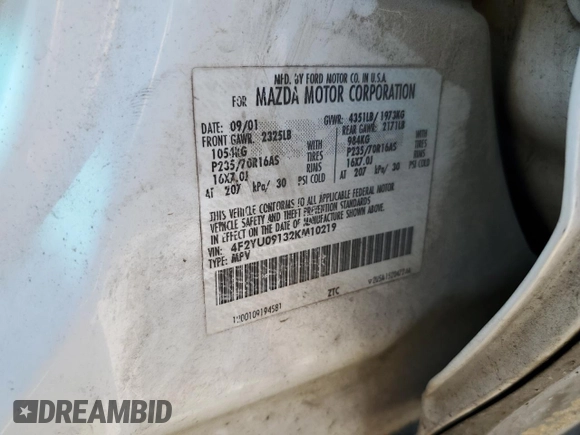 MFD. BY FORD MOTOR CO. IN U.S.A.
FOR MAZDA MOTOR CORPORATION
DATE: 09/01 GVWR: 4351LB/ 1973KG
FRONT GAWR: 2325LB REAR GAWR: 2171LB
1054KG WITH 984KG WITH
P235/70R16AS TIRES P235/70R16AS TIRES
16X7.0J RIMS 16X7.0J RIMS
AT 207 kPa/ 30 PSI COLD AT 207 kPa/ 30 PSI COLD
THIS VEHICLE CONFORMS TO ALL APPLICABLE FEDERAL MOTOR
VEHICLE SAFETY AND THEFT PREVENTION STANDARDS
IN EFFECT ON THE DATE OF MANUFACTURE SHOWN ABOVE.
VIN: 4F2YU09132KM10219
TYPE: MPV
ZTC
DREAMBID